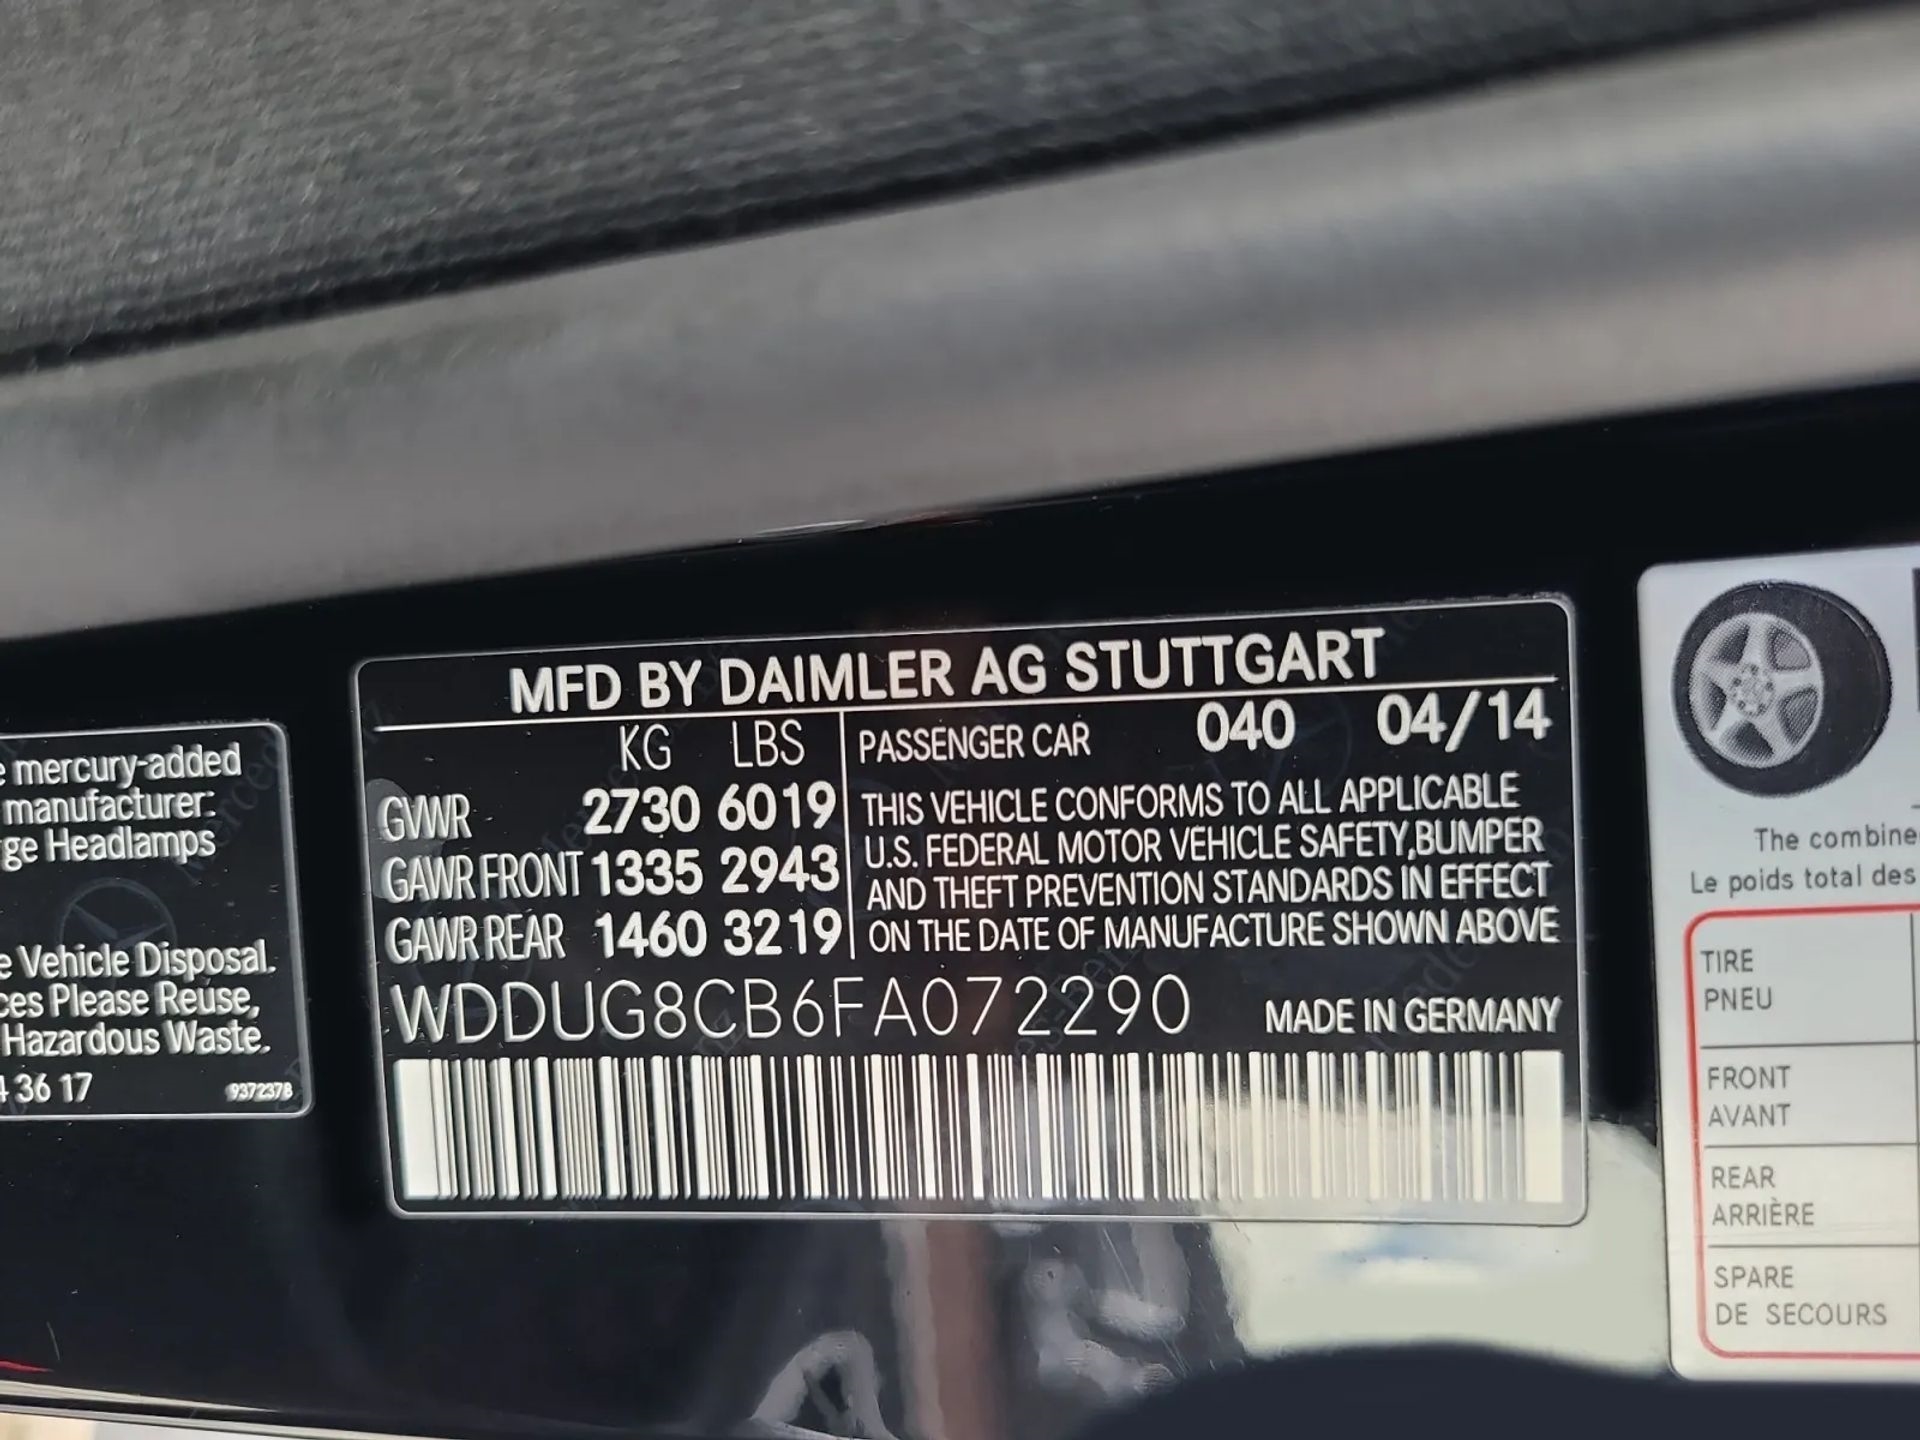 e mercury-added
manufacturer:
ge Headlamps
e Vehicle Disposal.
ces Please Reuse,
Hazardous Waste.
4 36 17
9372378
MFD BY DAIMLER AG STUTTGART
KG LBS
GVWR 2730 6019
GAWR FRONT 1335 2943
GAWR REAR 1460 3219
PASSENGER CAR 040 04/14
THIS VEHICLE CONFORMS TO ALL APPLICABLE
U.S. FEDERAL MOTOR VEHICLE SAFETY,BUMPER
AND THEFT PREVENTION STANDARDS IN EFFECT
ON THE DATE OF MANUFACTURE SHOWN ABOVE
WDDUG8CB6FA072290
MADE IN GERMANY
The combine
Le poids total des
TIRE
PNEU
FRONT
AVANT
REAR
ARRIÈRE
SPARE
DE SECOURS